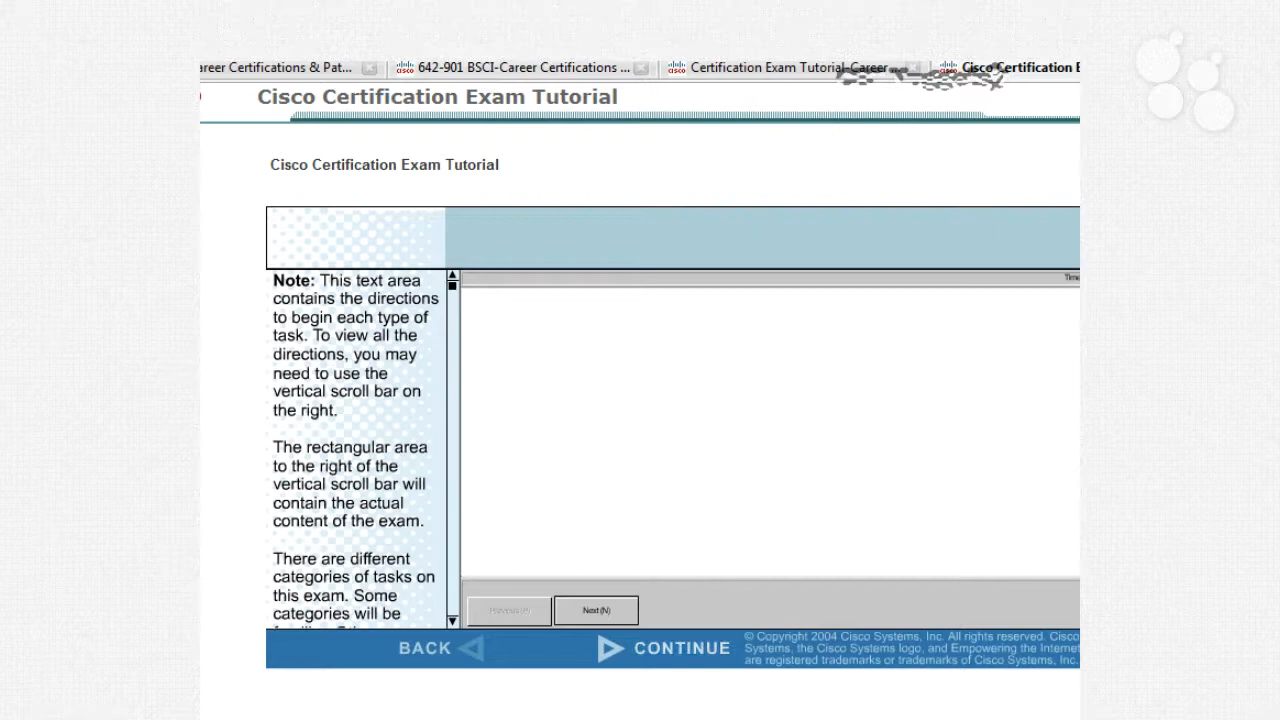 areer Certifications & Pat... 642-901 BSCI-Career Certifications ... Certification Exam Tutorial-Career... Cisco Certification E
Cisco Certification Exam Tutorial
Cisco Certification Exam Tutorial
Note: This text area
contains the directions
to begin each type of
task. To view all the
directions, you may
need to use the
vertical scroll bar on
the right.
The rectangular area
to the right of the
vertical scroll bar will
contain the actual
content of the exam.
There are different
categories of tasks on
this exam. Some
categories will be
Time
Previous (P) Next (N)
BACK CONTINUE
© Copyright 2004 Cisco Systems, Inc. All rights reserved. Cisco
Systems, the Cisco Systems logo, and Empowering the Internet
are registered trademarks or trademarks of Cisco Systems, Inc.